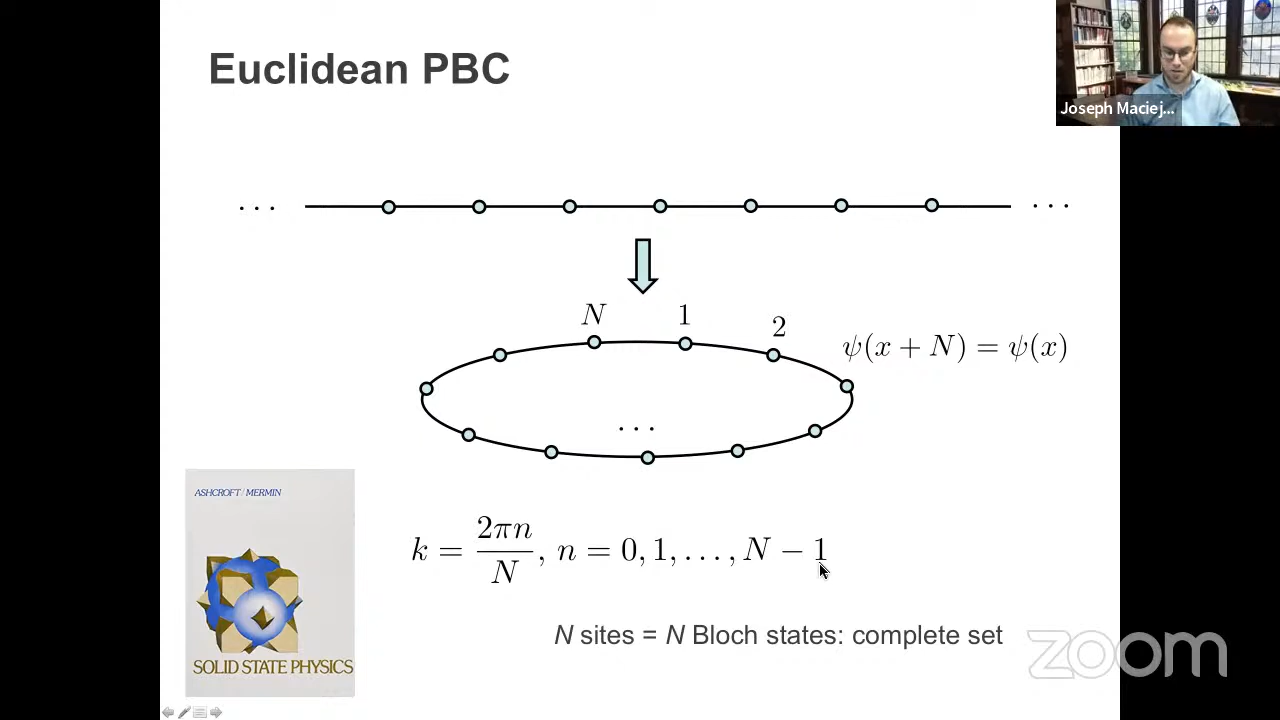 Euclidean PBC
Joseph Maciej...
... ...
N 1 2
ψ(x + N) = ψ(x)
...
ASHCROFT/MERMIN
SOLID STATE PHYSICS
k = 2πn/N, n = 0, 1, ..., N − 1
N sites = N Bloch states: complete set
zoom